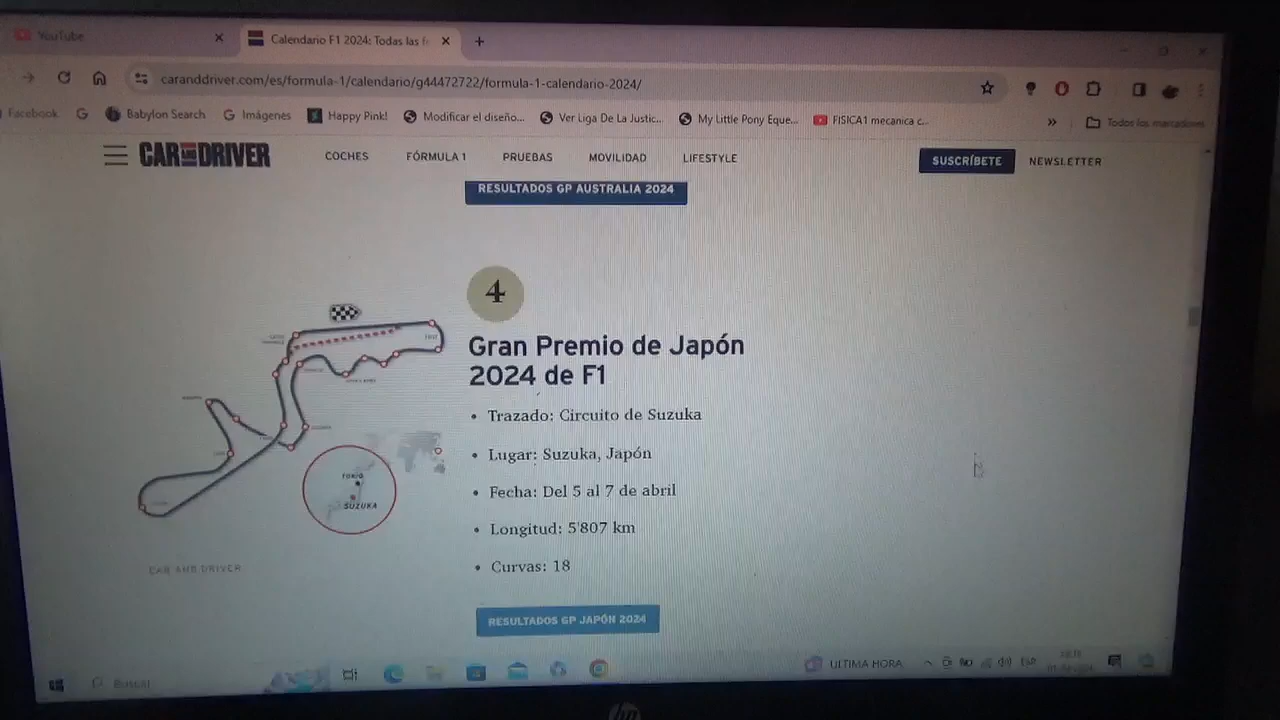 YouTube
Calendario F1 2024: Todas las f
caranddriver.com/es/formula-1/calendario/g44472722/formula-1-calendario-2024/
Facebook
Babylon Search
Imágenes
Happy Pink!
Modificar el diseño...
Ver Liga De La Justic...
My Little Pony Eque...
FISICA1 mecanica c...
»
Todos los marcadores
CAR AND DRIVER
COCHES
FÓRMULA 1
PRUEBAS
MOVILIDAD
LIFESTYLE
SUSCRÍBETE
NEWSLETTER
RESULTADOS GP AUSTRALIA 2024
4
Gran Premio de Japón
2024 de F1
• Trazado: Circuito de Suzuka
• Lugar: Suzuka, Japón
• Fecha: Del 5 al 7 de abril
• Longitud: 5'807 km
• Curvas: 18
TOKIO
SUZUKA
CAR AND DRIVER
RESULTADOS GP JAPÓN 2024
Buscar
ULTIMA HORA
ESP
hp